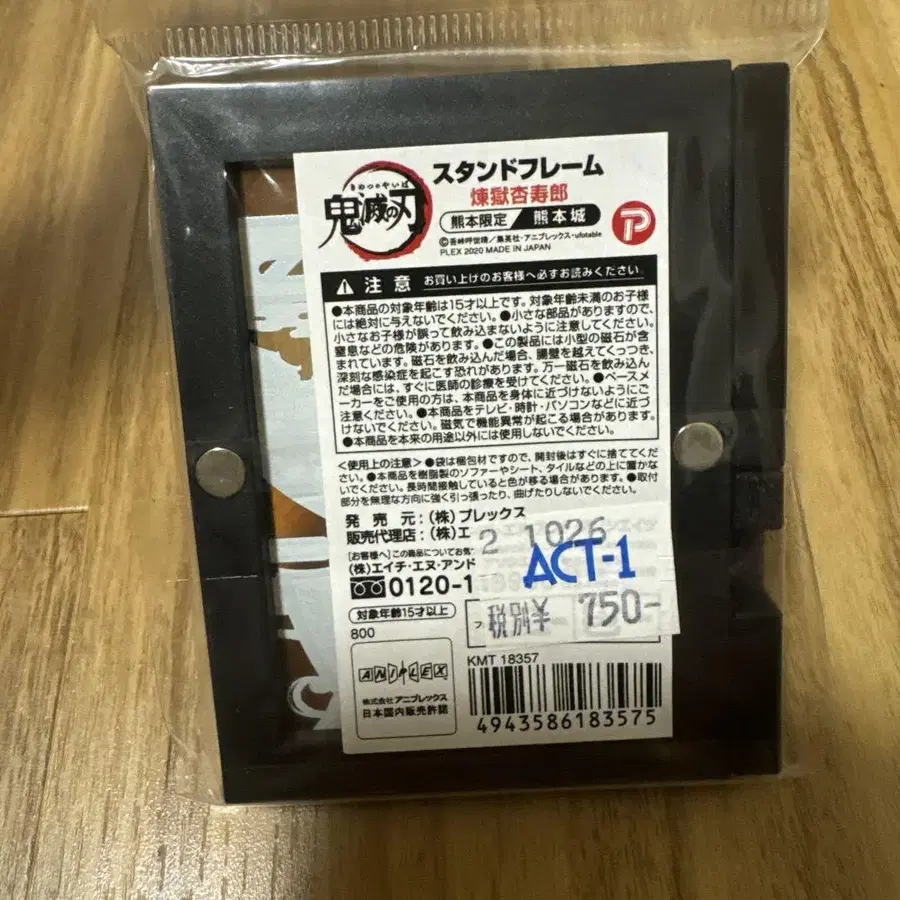 スタンドフレーム
きめつのやいば
鬼滅の刃
煉獄杏寿郎
熊本限定 熊本城
P
©吾峠呼世晴／集英社・アニプレックス・ufotable
PLEX 2020 MADE IN JAPAN
注意 お買い上げのお客様へ必ずお読みください。
●本商品の対象年齢は15才以上です。対象年齢未満のお子様
には絶対に与えないでください。●小さな部品がありますので、
小さなお子様が誤って飲み込まないように注意してください。
窒息などの危険があります。●この製品には小型の磁石が含
まれています。磁石を飲み込んだ場合、腸壁を越えてくっつき、
深刻な感染症を起こす恐れがあります。万一磁石を飲み込ん
だ場合には、すぐに医師の診療を受けてください。●ペースメ
ーカーをご使用の方は、本商品を身体に近づけないようにご
注意ください。●本商品をテレビ・時計・パソコンなどに近づ
けないでください。磁気で機能異常が起こる場合があります。
●本商品を本来の用途以外には使用しないでください。
＜使用上の注意＞●袋は梱包材ですので、開封後はすぐに捨ててくだ
さい。●本商品を樹脂製のソファーやシート、タイルなどの上に置かな
いでください。長時間接触していると色が移る場合があります。●取付
部分を無理な方向に強く引っ張ったり、曲げたりしないでください。
発売元：(株)プレックス
販売代理店：(株)エ
[お客様へ]この商品についてお気
(株)エイチ・エヌ・アンド
0120-1
2 1026
ACT-1
税別¥ 750-
対象年齢15才以上
800
ANIPLEX
株式会社アニプレックス
日本国内販売許諾
KMT 18357
4943586183575